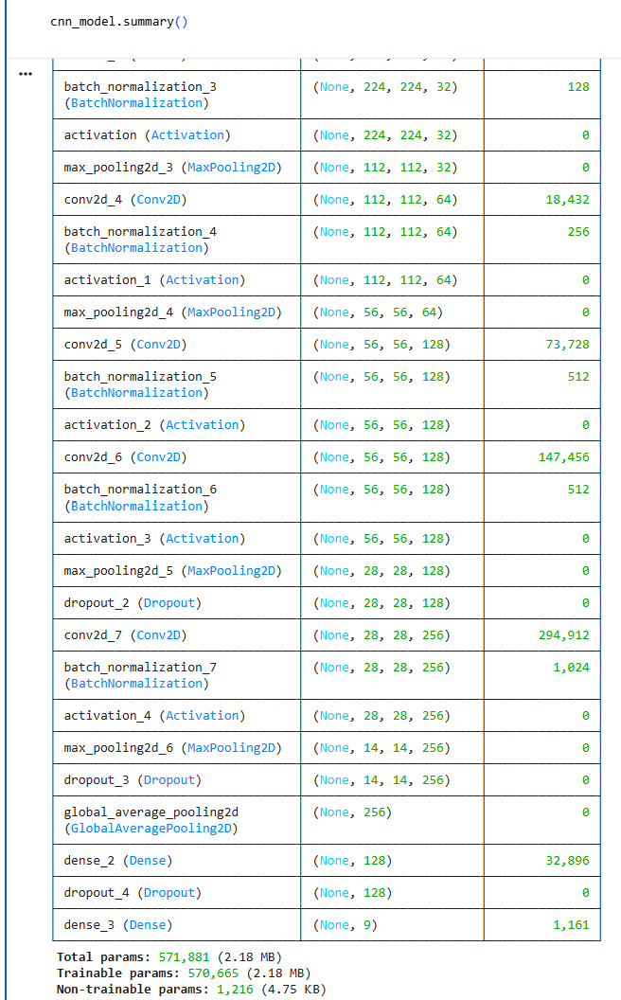 cnn_model.summary()
batch_normalization_3 (None, 224, 224, 32) 128
(BatchNormalization)
activation (Activation) (None, 224, 224, 32) 0
max_pooling2d_3 (MaxPooling2D) (None, 112, 112, 32) 0
conv2d_4 (Conv2D) (None, 112, 112, 64) 18,432
batch_normalization_4 (None, 112, 112, 64) 256
(BatchNormalization)
activation_1 (Activation) (None, 112, 112, 64) 0
max_pooling2d_4 (MaxPooling2D) (None, 56, 56, 64) 0
conv2d_5 (Conv2D) (None, 56, 56, 128) 73,728
batch_normalization_5 (None, 56, 56, 128) 512
(BatchNormalization)
activation_2 (Activation) (None, 56, 56, 128) 0
conv2d_6 (Conv2D) (None, 56, 56, 128) 147,456
batch_normalization_6 (None, 56, 56, 128) 512
(BatchNormalization)
activation_3 (Activation) (None, 56, 56, 128) 0
max_pooling2d_5 (MaxPooling2D) (None, 28, 28, 128) 0
dropout_2 (Dropout) (None, 28, 28, 128) 0
conv2d_7 (Conv2D) (None, 28, 28, 256) 294,912
batch_normalization_7 (None, 28, 28, 256) 1,024
(BatchNormalization)
activation_4 (Activation) (None, 28, 28, 256) 0
max_pooling2d_6 (MaxPooling2D) (None, 14, 14, 256) 0
dropout_3 (Dropout) (None, 14, 14, 256) 0
global_average_pooling2d (None, 256) 0
(GlobalAveragePooling2D)
dense_2 (Dense) (None, 128) 32,896
dropout_4 (Dropout) (None, 128) 0
dense_3 (Dense) (None, 9) 1,161
Total params: 571,881 (2.18 MB)
Trainable params: 570,665 (2.18 MB)
Non-trainable params: 1,216 (4.75 KB)